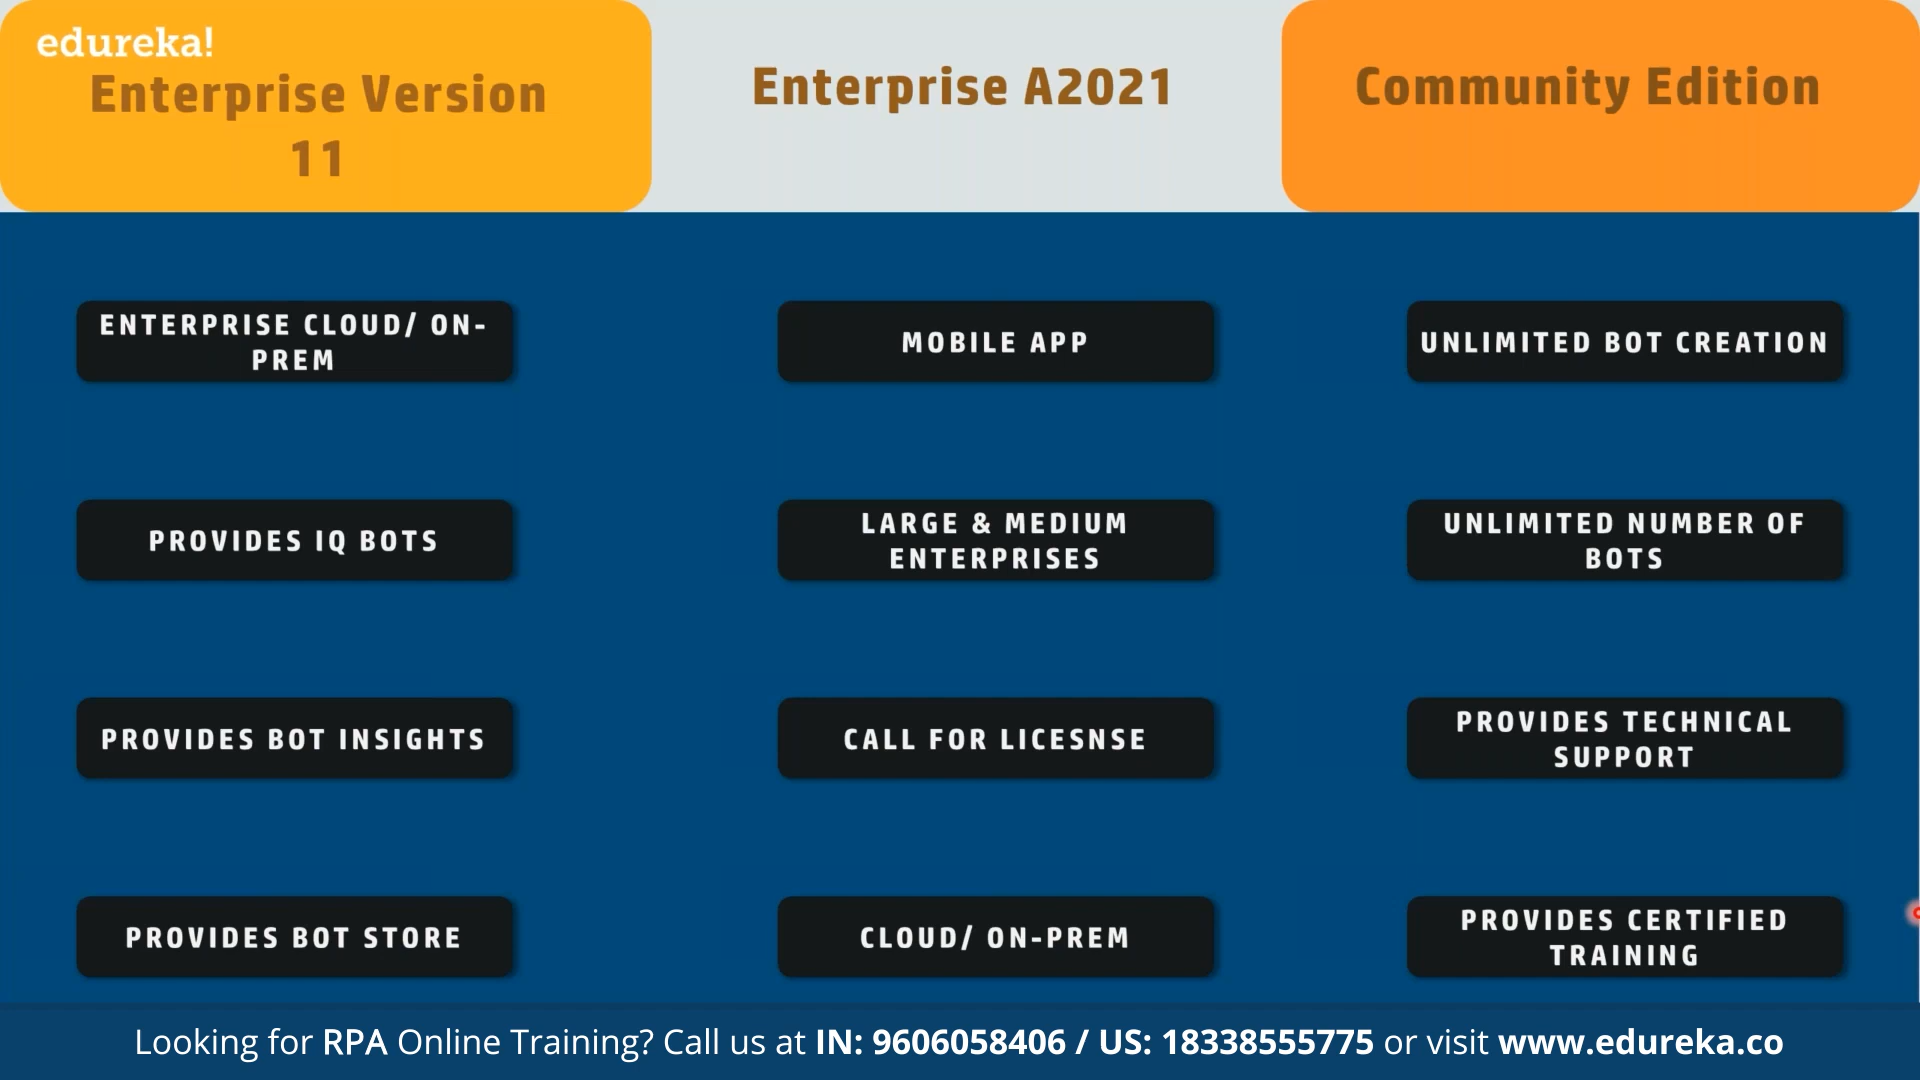 edureka!
Enterprise Version
11
Enterprise A2021
Community Edition
ENTERPRISE CLOUD/ ON-
PREM
MOBILE APP
UNLIMITED BOT CREATION
PROVIDES IQ BOTS
LARGE & MEDIUM
ENTERPRISES
UNLIMITED NUMBER OF
BOTS
PROVIDES BOT INSIGHTS
CALL FOR LICESNSE
PROVIDES TECHNICAL
SUPPORT
PROVIDES BOT STORE
CLOUD/ ON-PREM
PROVIDES CERTIFIED
TRAINING
Looking for RPA Online Training? Call us at IN: 9606058406 / US: 18338555775 or visit www.edureka.co